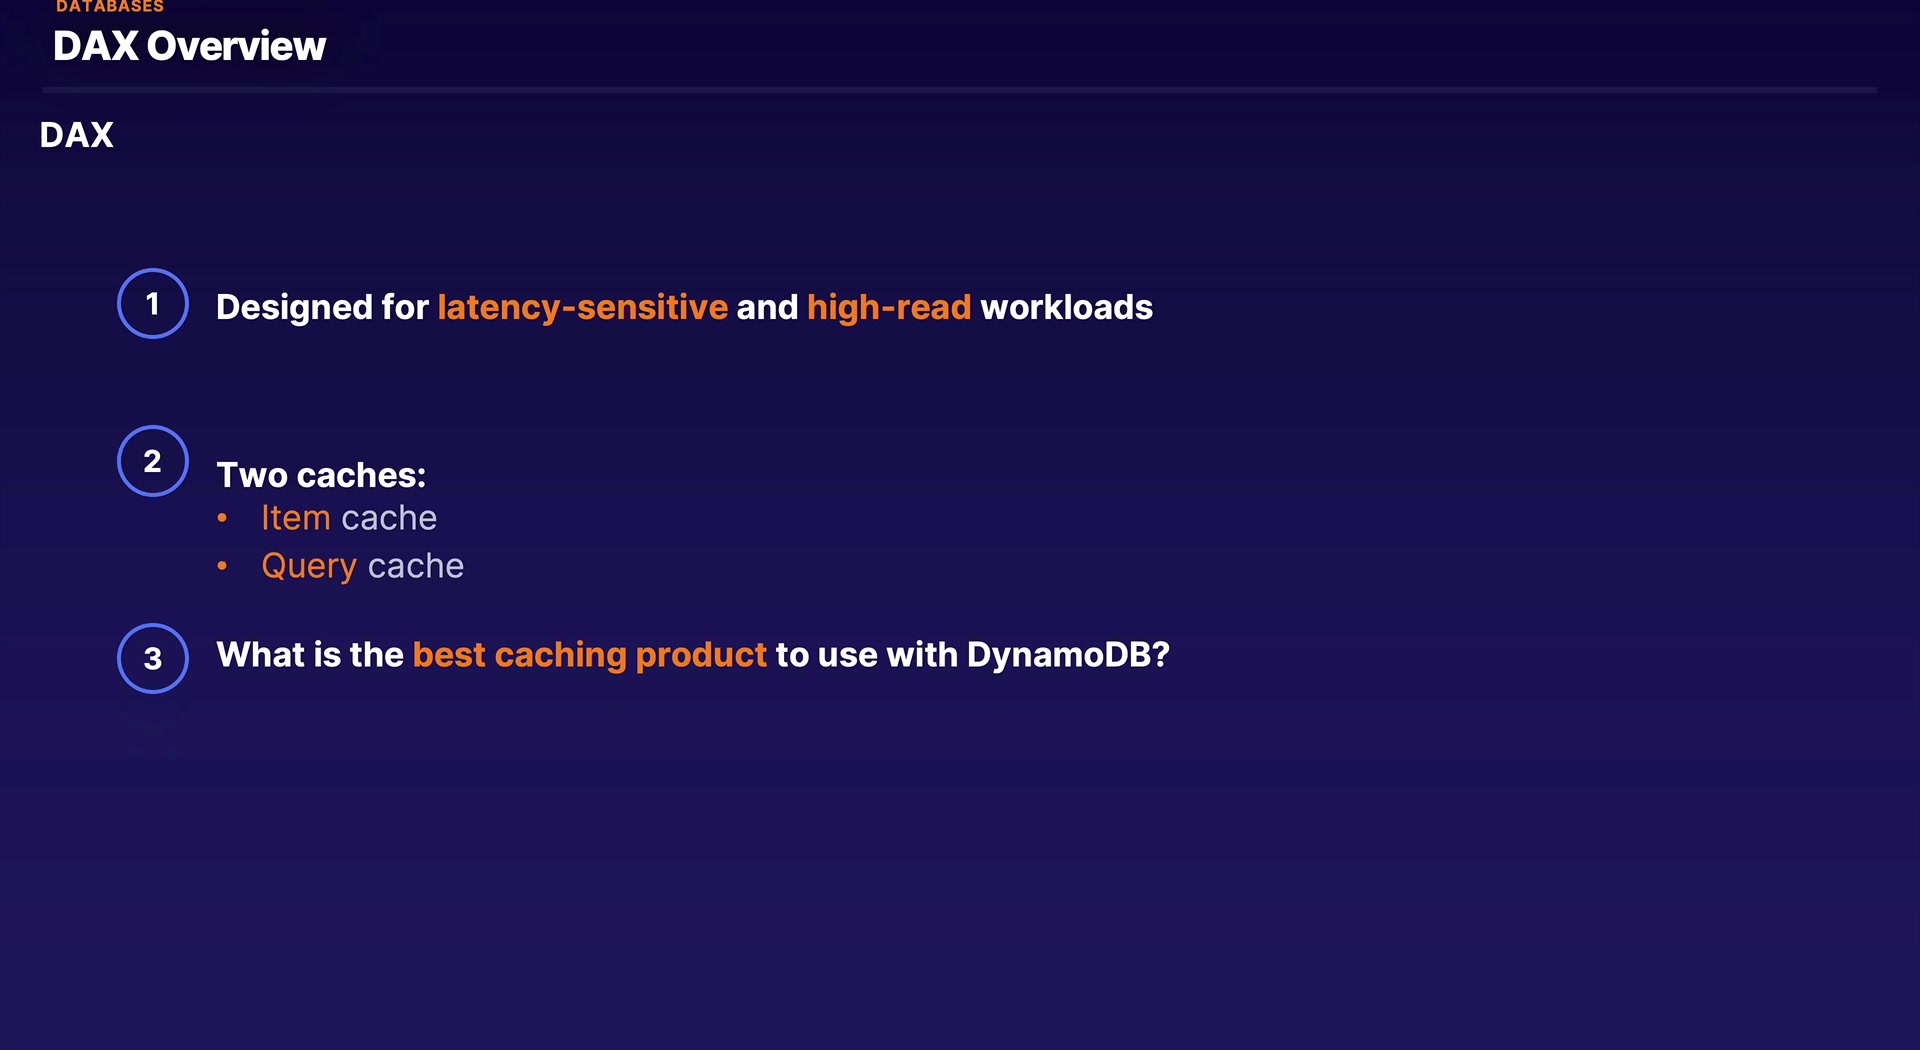 DATABASES
DAX Overview
DAX
1 Designed for latency-sensitive and high-read workloads
2 Two caches:
• Item cache
• Query cache
3 What is the best caching product to use with DynamoDB?